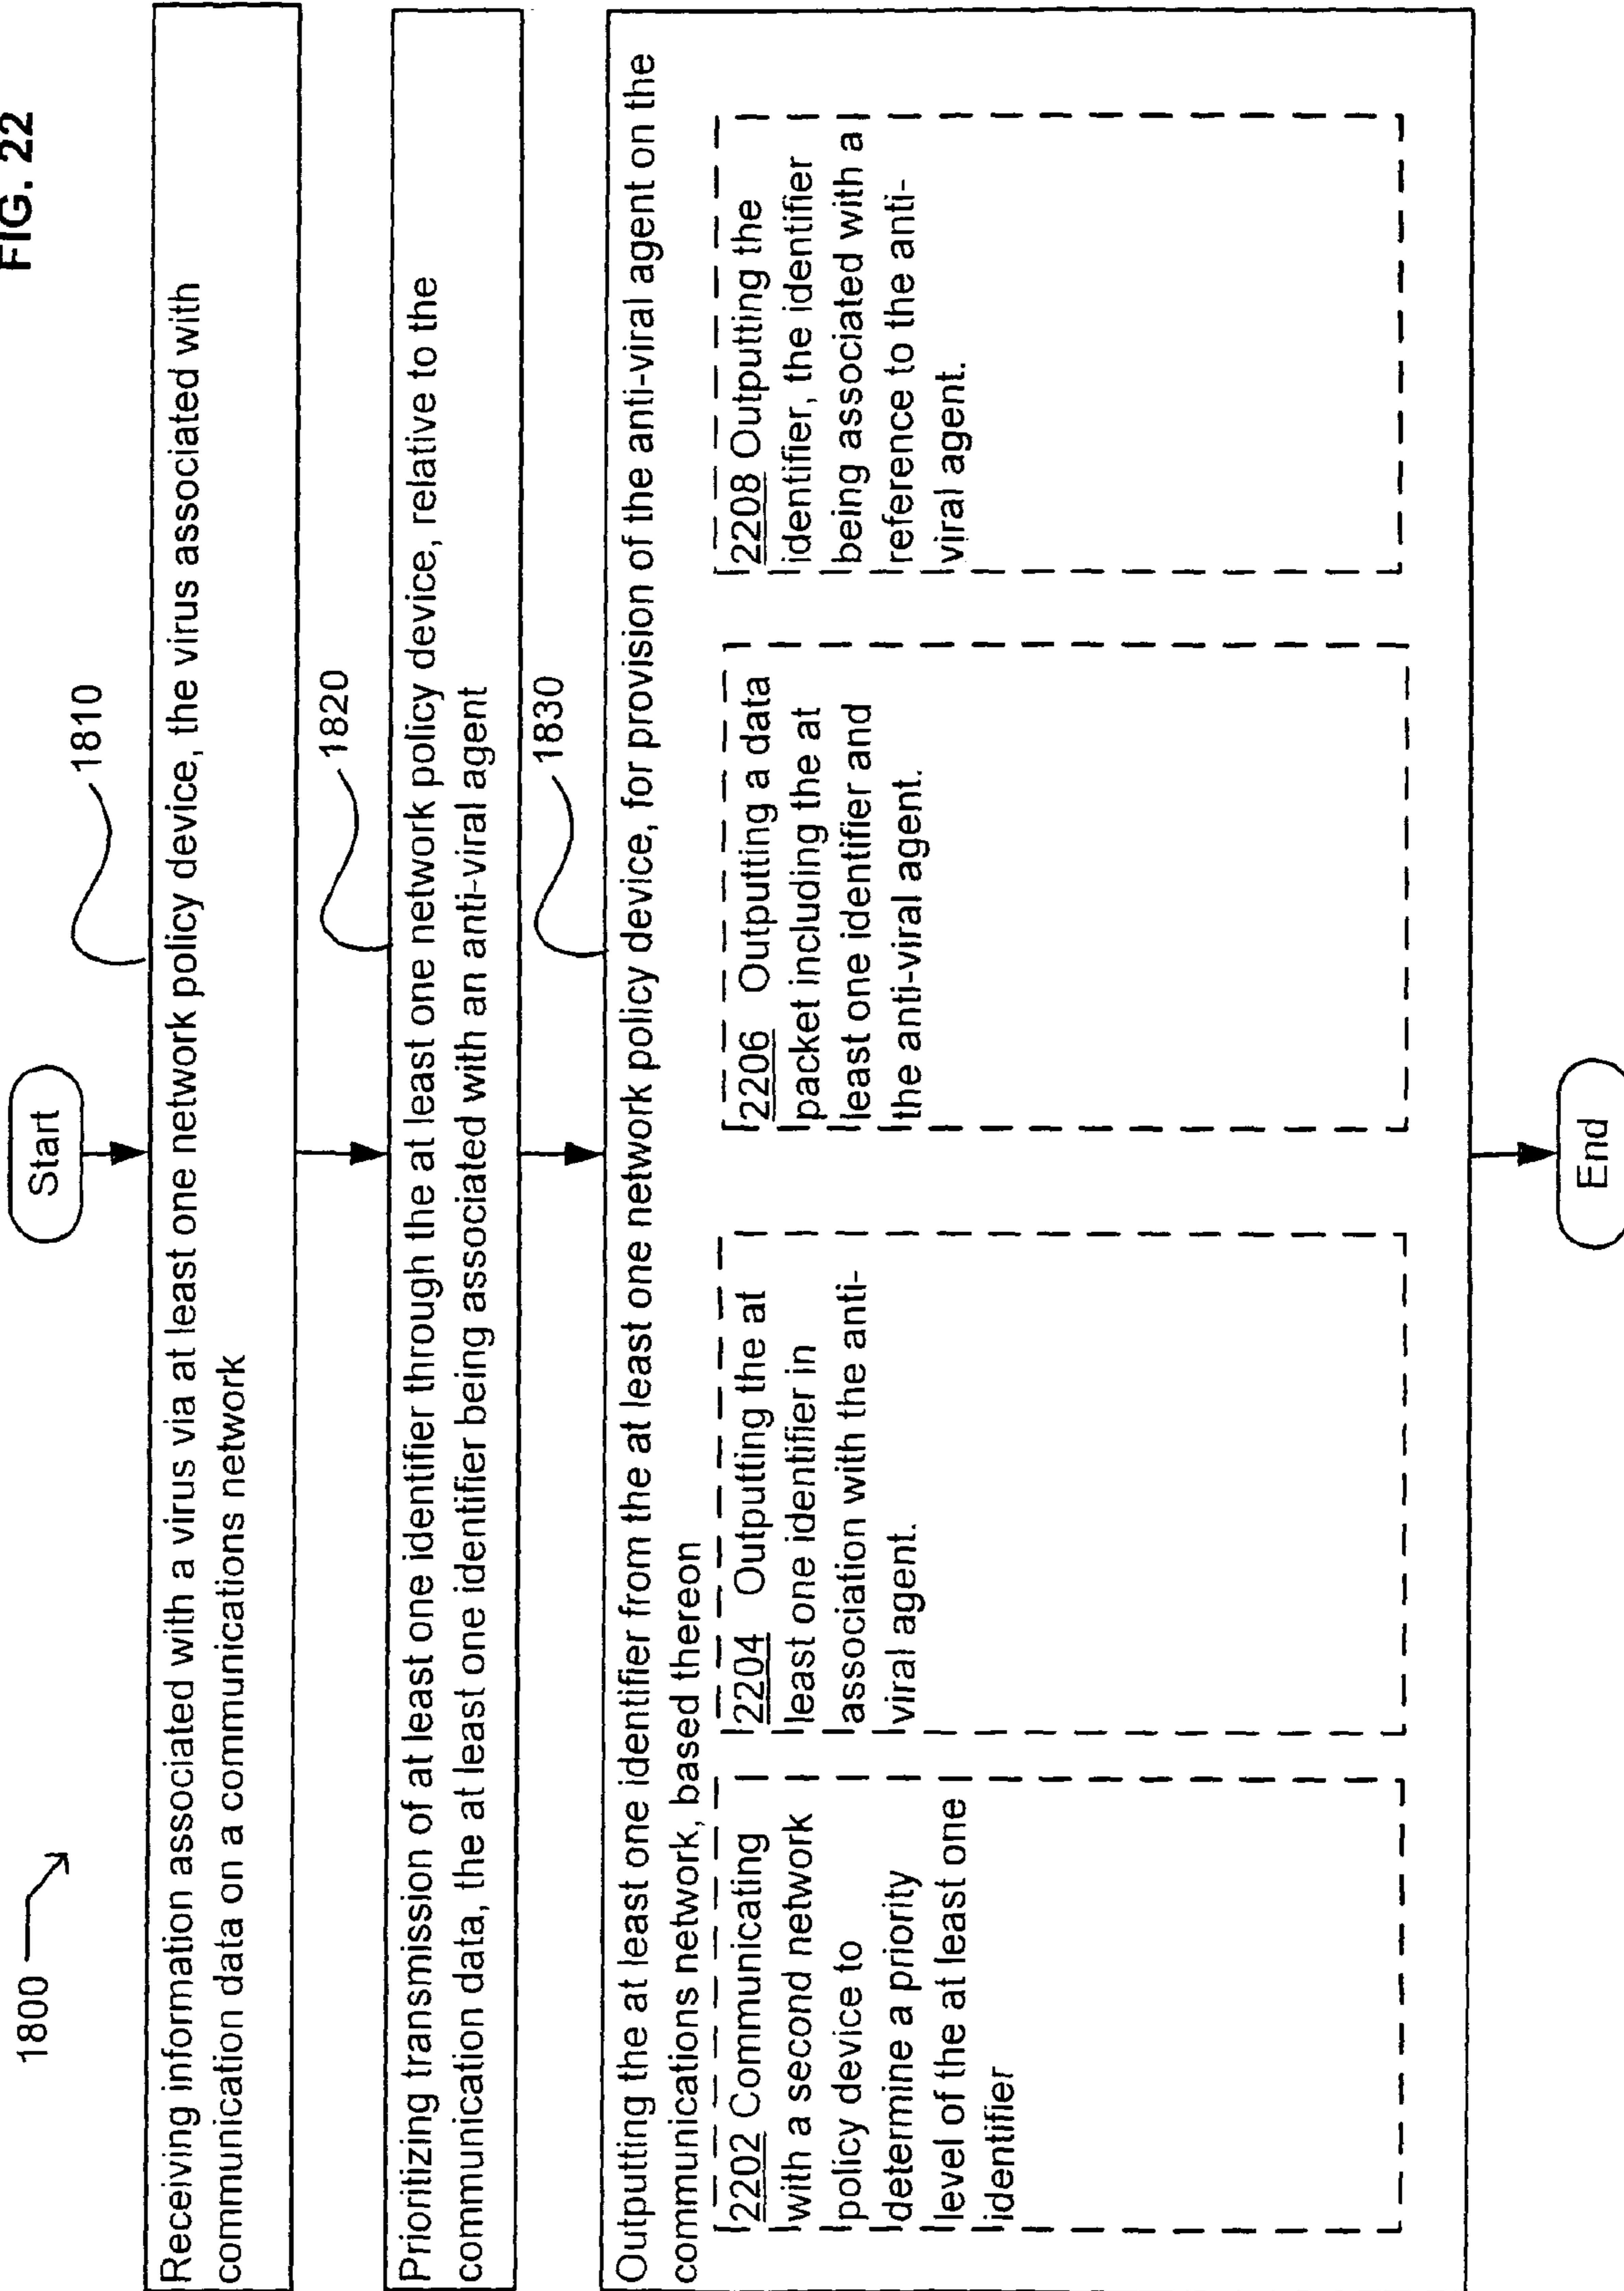 FIG. 22
1800
Start
1810
Receiving information associated with a virus via at least one network policy device, the virus associated with
communication data on a communications network
1820
Prioritizing transmission of at least one identifier through the at least one network policy device, relative to the
communication data, the at least one identifier being associated with an anti-viral agent
1830
Outputting the at least one identifier from the at least one network policy device, for provision of the anti-viral agent on the
communications network, based thereon
2202 Communicating
with a second network
policy device to
determine a priority
level of the at least one
identifier
2204 Outputting the at
least one identifier in
association with the anti-
viral agent.
2206 Outputting a data
packet including the at
least one identifier and
the anti-viral agent.
2208 Outputting the
identifier, the identifier
being associated with a
reference to the anti-
viral agent.
End